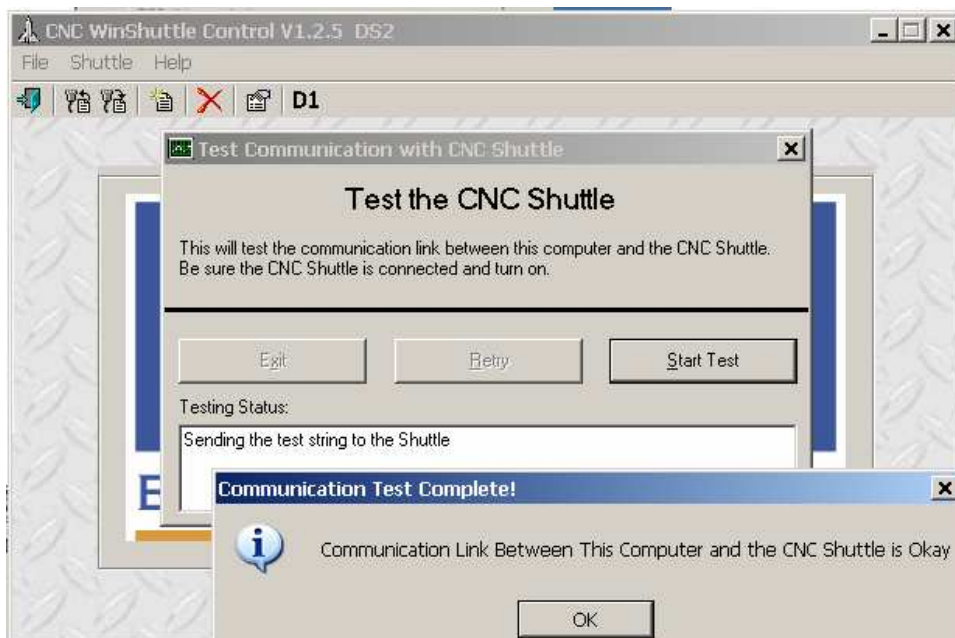 CNC WinShuttle Control V1.2.5 DS2
File Shuttle Help
D1
Test Communication with CNC Shuttle
Test the CNC Shuttle
This will test the communication link between this computer and the CNC Shuttle.
Be sure the CNC Shuttle is connected and turn on.
Exit Retry Start Test
Testing Status:
Sending the test string to the Shuttle
E
Communication Test Complete!
Communication Link Between This Computer and the CNC Shuttle is Okay
OK